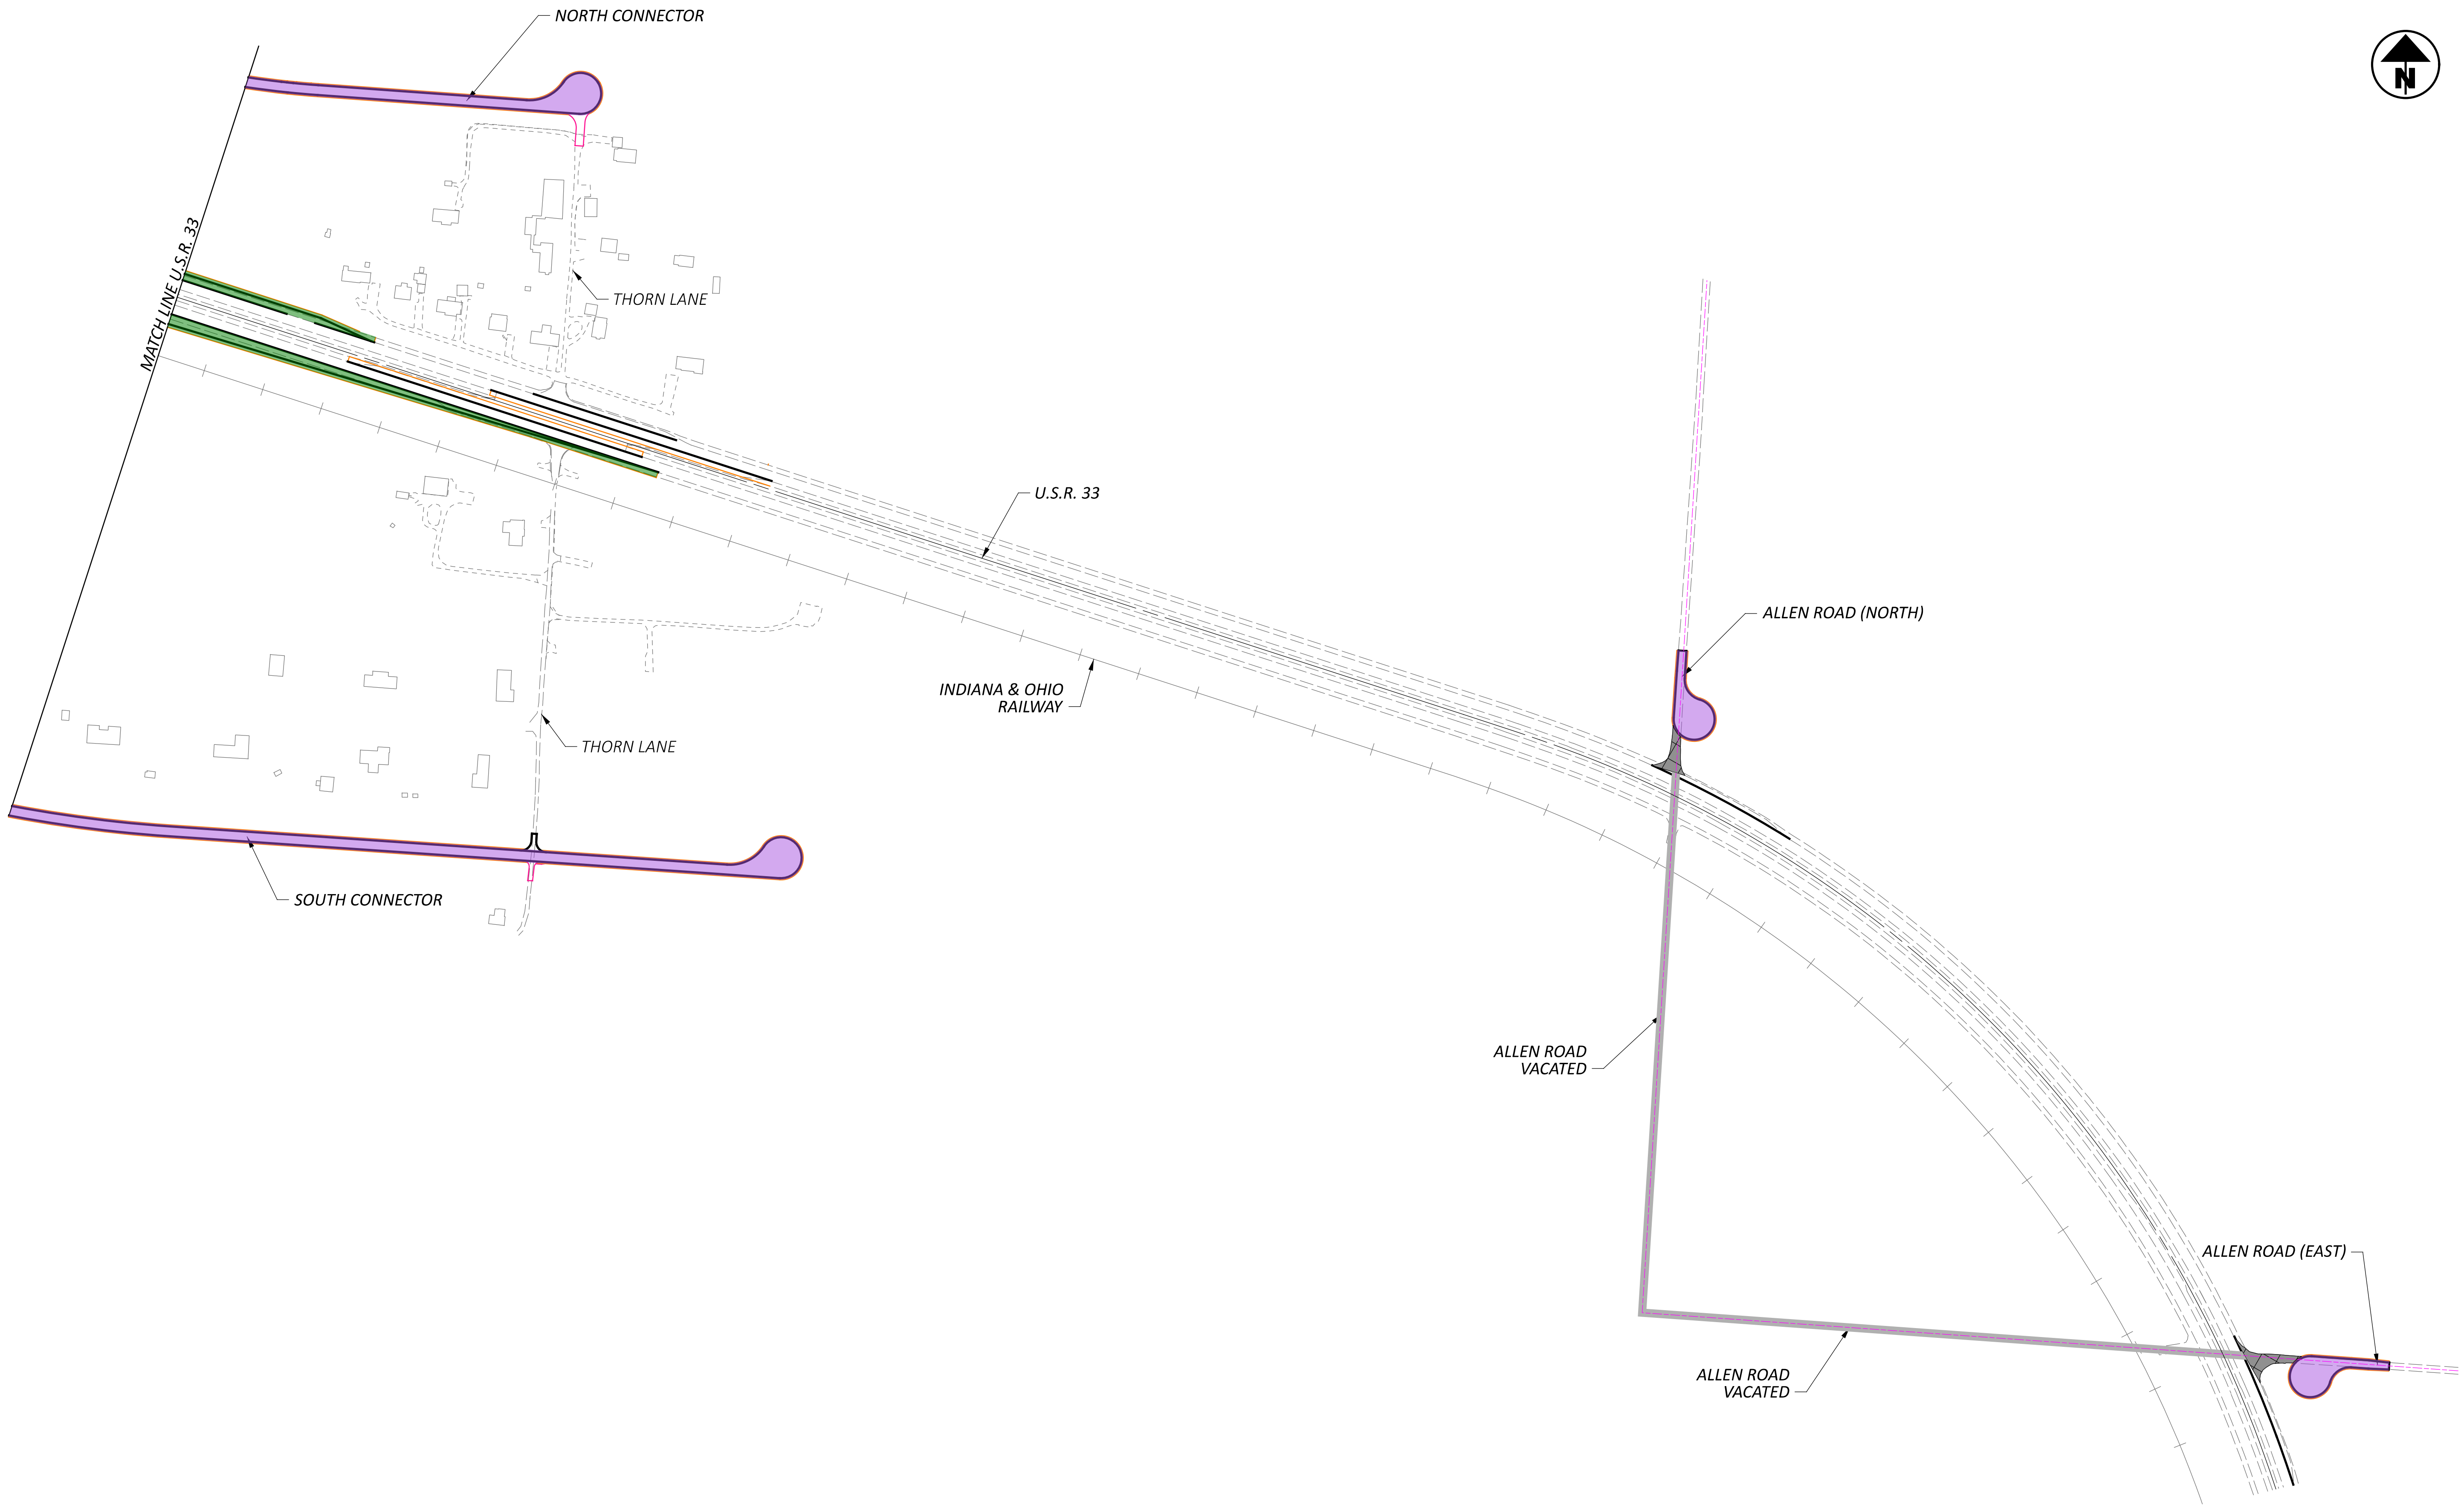 NORTH CONNECTOR
N
MATCH LINE U.S.R. 33
THORN LANE
U.S.R. 33
ALLEN ROAD (NORTH)
INDIANA & OHIO
RAILWAY
THORN LANE
SOUTH CONNECTOR
ALLEN ROAD
VACATED
ALLEN ROAD (EAST)
ALLEN ROAD
VACATED